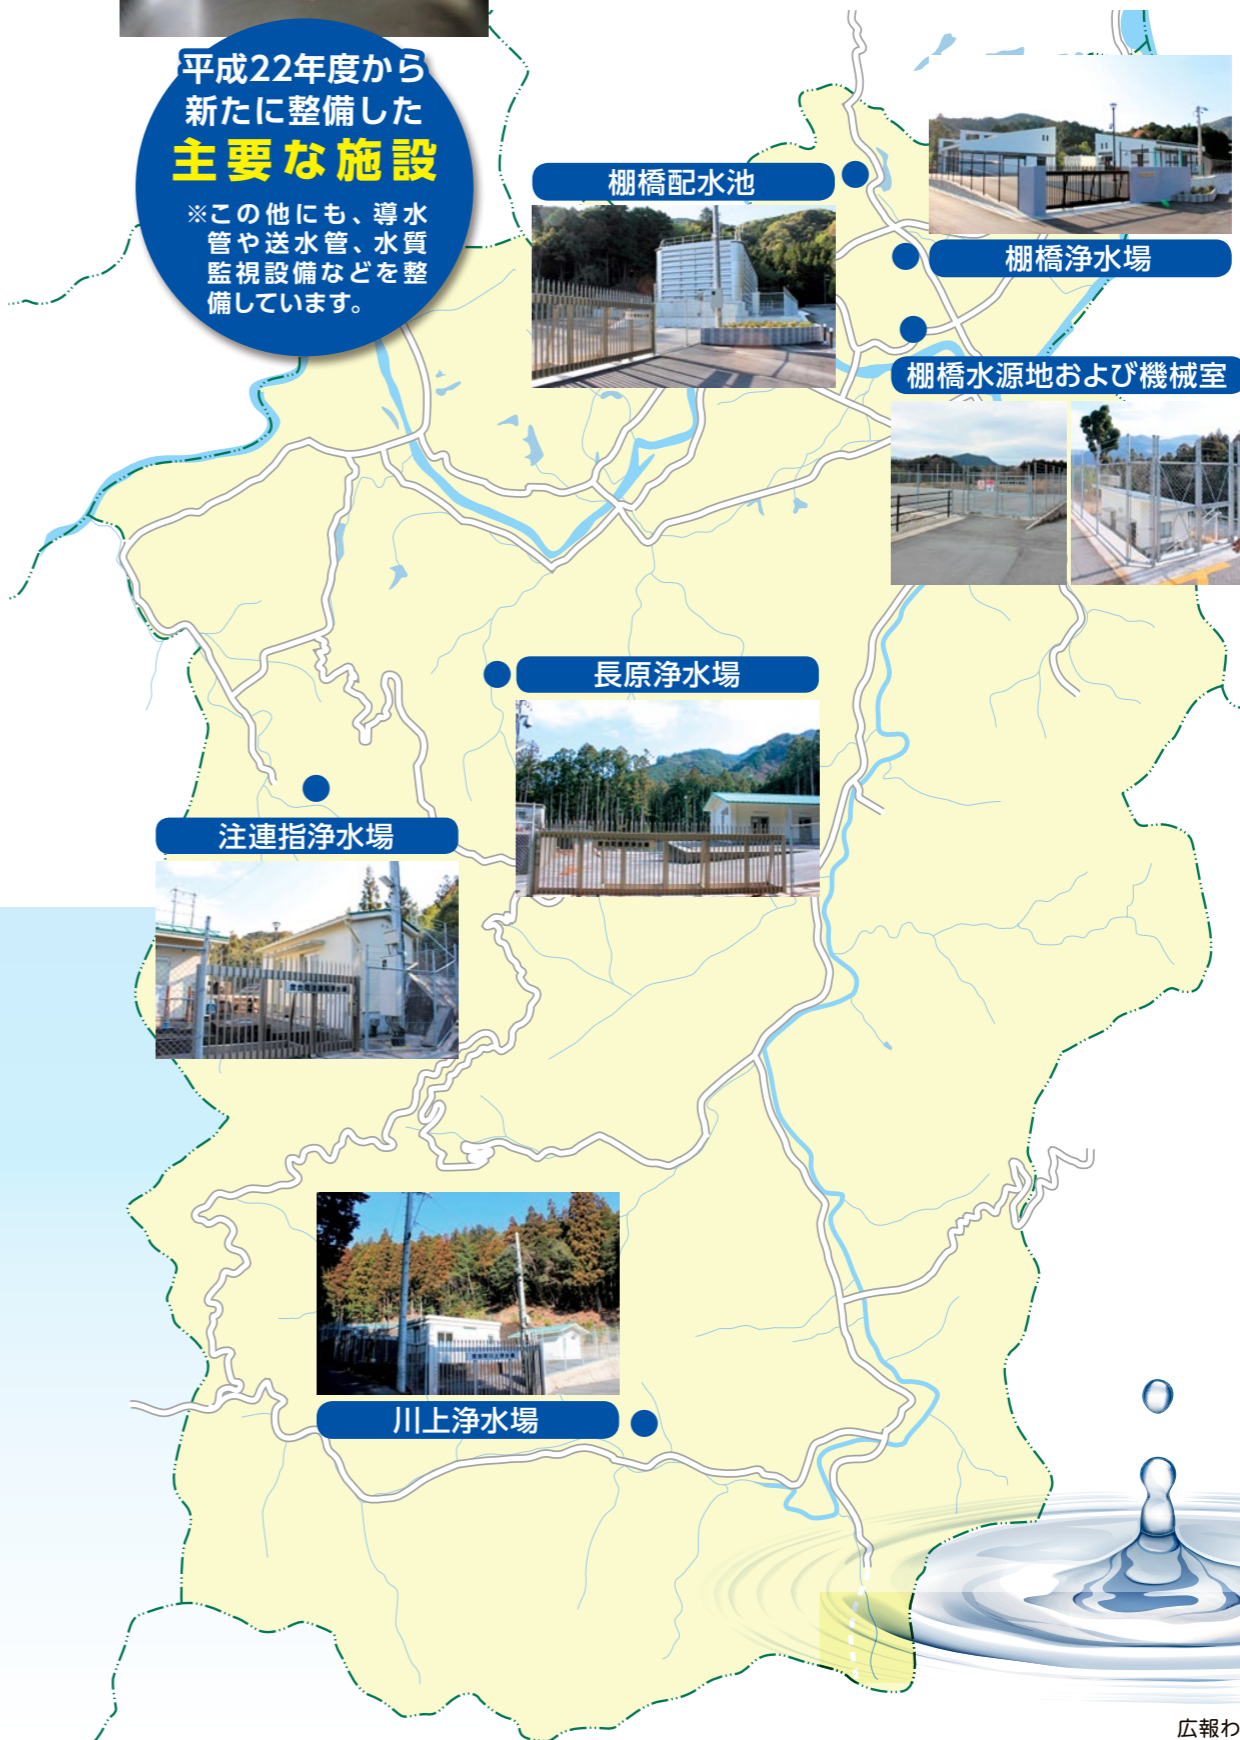 平成22年度から
新たに整備した
主要な施設
※この他にも、導水
管や送水管、水質
監視設備などを整
備しています。
棚橋配水池
棚橋浄水場
棚橋水源地および機械室
長原浄水場
注連指浄水場
川上浄水場
広報わ